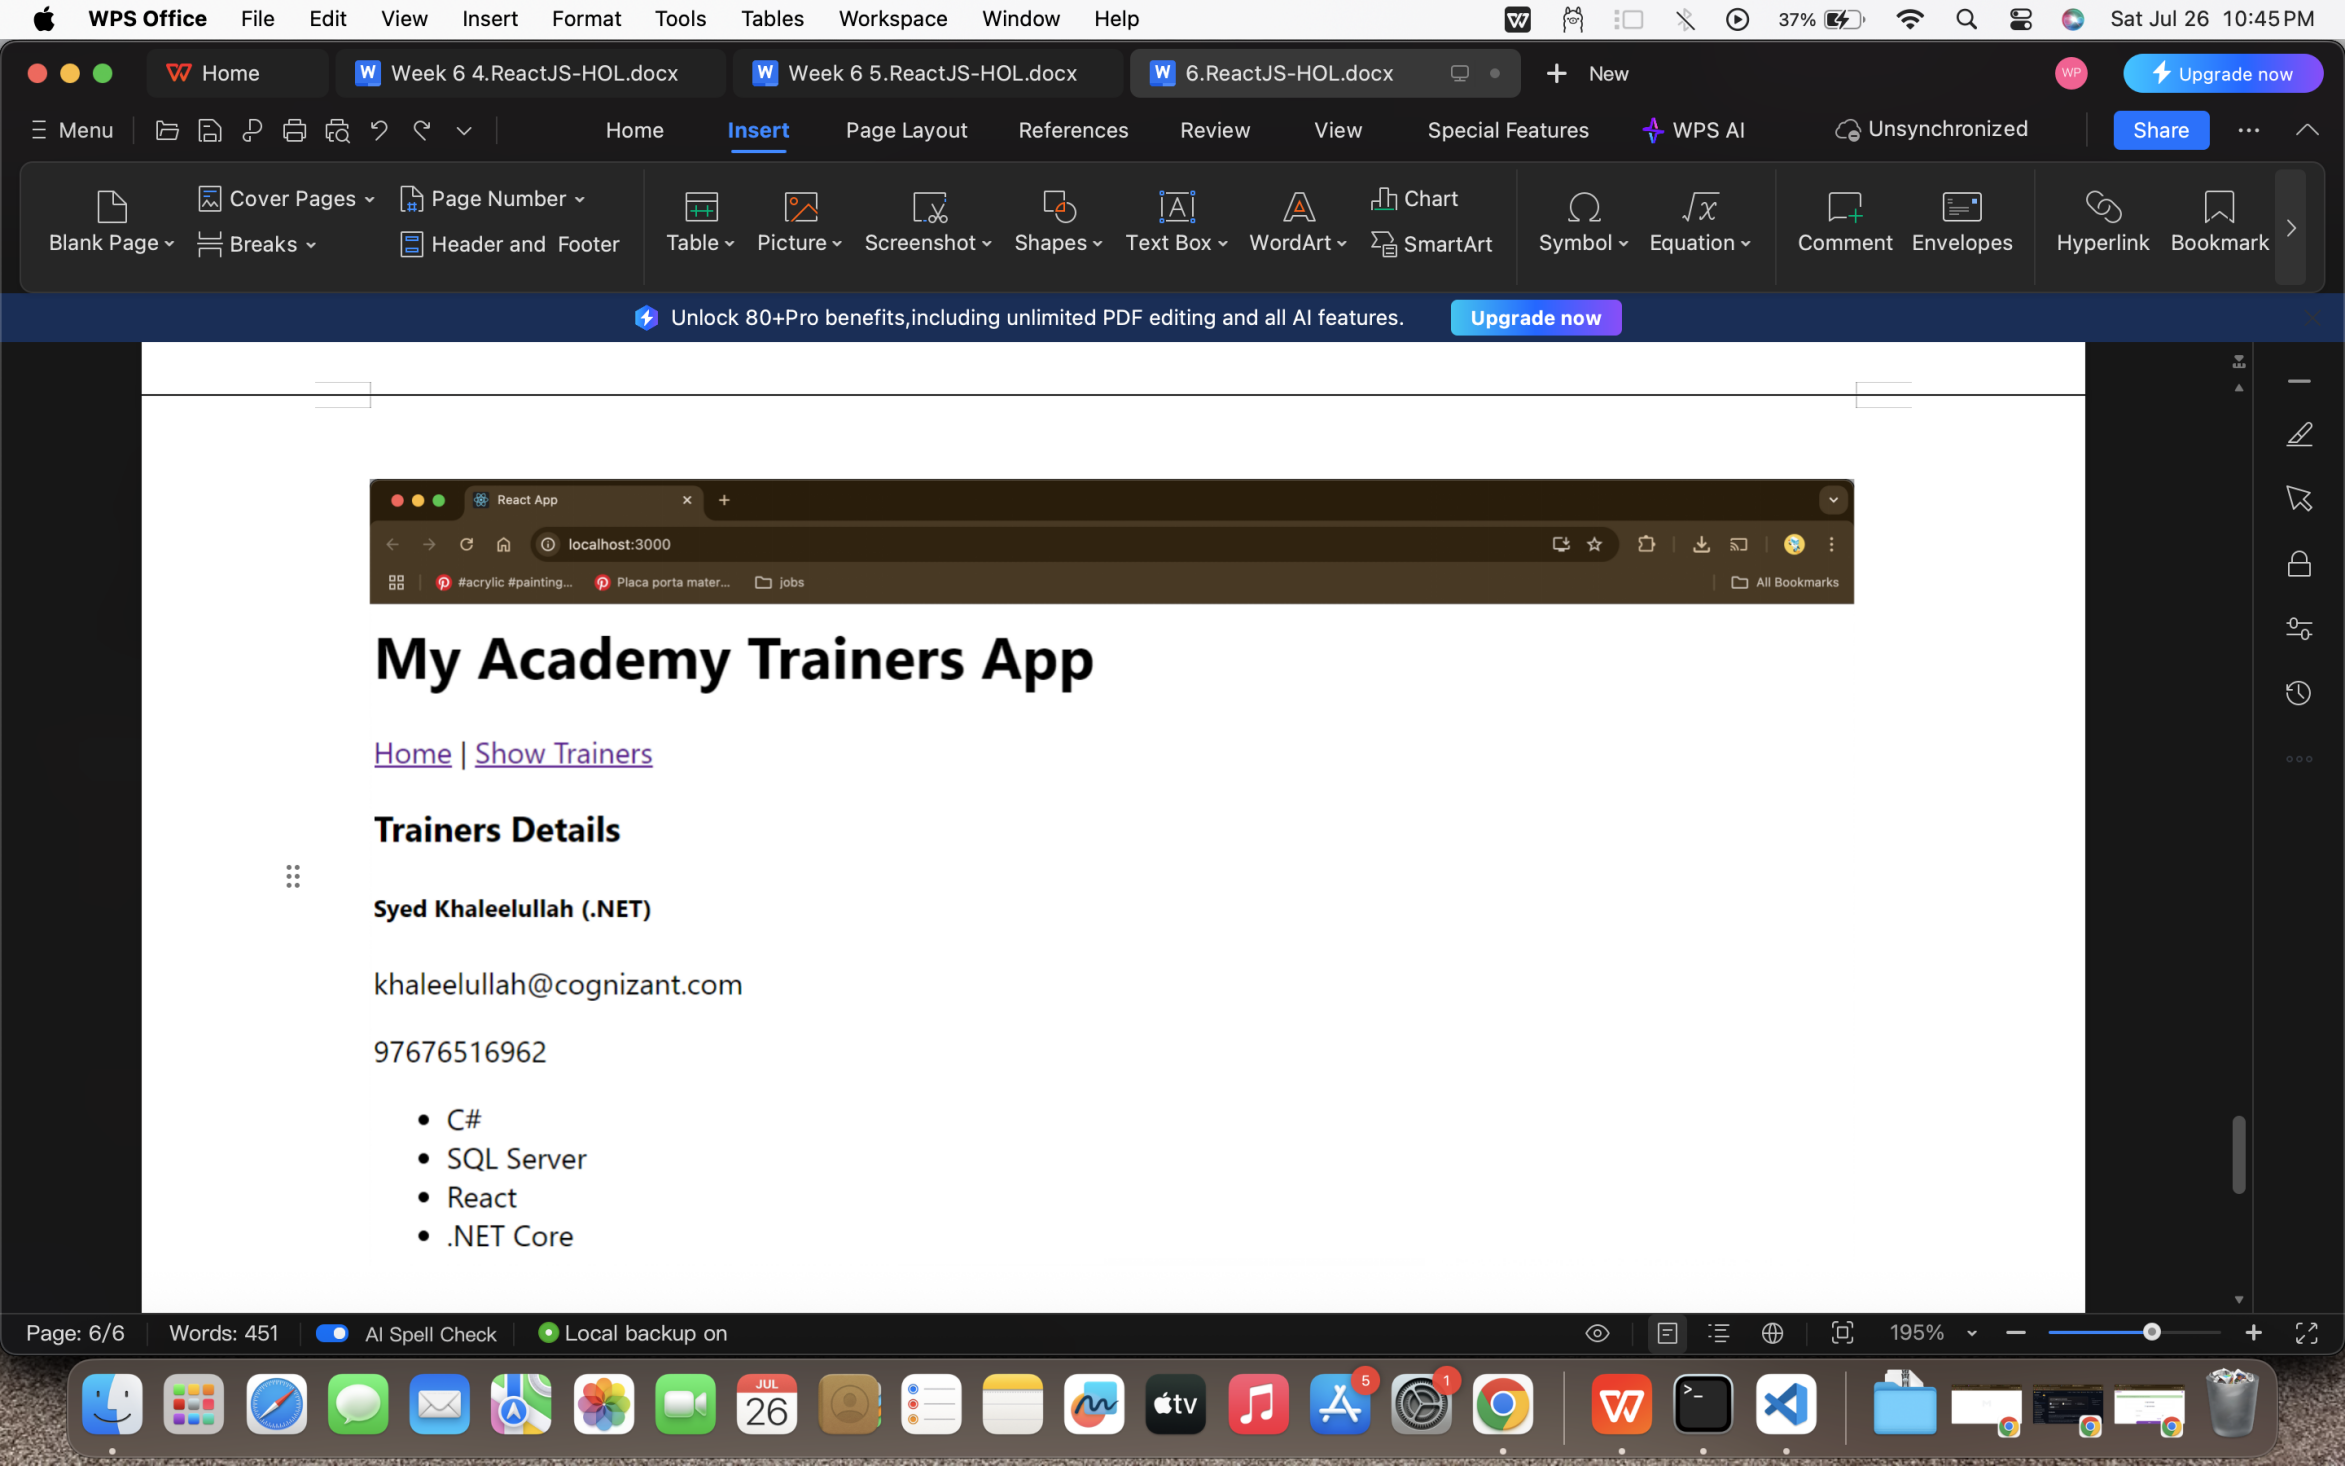 WPS Office File Edit View Insert Format Tools Tables Workspace Window Help 37% Sat Jul 26 10:45 PM
Home Week 6 4.ReactJS-HOL.docx Week 6 5.ReactJS-HOL.docx 6.ReactJS-HOL.docx New WP Upgrade now
Menu Home Insert Page Layout References Review View Special Features WPS AI Unsynchronized Share
Cover Pages Page Number Chart
Blank Page Breaks Header and Footer Table Picture Screenshot Shapes Text Box WordArt SmartArt Symbol Equation Comment Envelopes Hyperlink Bookmark
Unlock 80+Pro benefits,including unlimited PDF editing and all AI features. Upgrade now
React App
localhost:3000
#acrylic #painting... Placa porta mater... jobs All Bookmarks
My Academy Trainers App
Home | Show Trainers
Trainers Details
Syed Khaleelullah (.NET)
khaleelullah@cognizant.com
97676516962
C#
SQL Server
React
.NET Core
Page: 6/6 Words: 451 AI Spell Check Local backup on 195%
JUL
26
tv
5
1